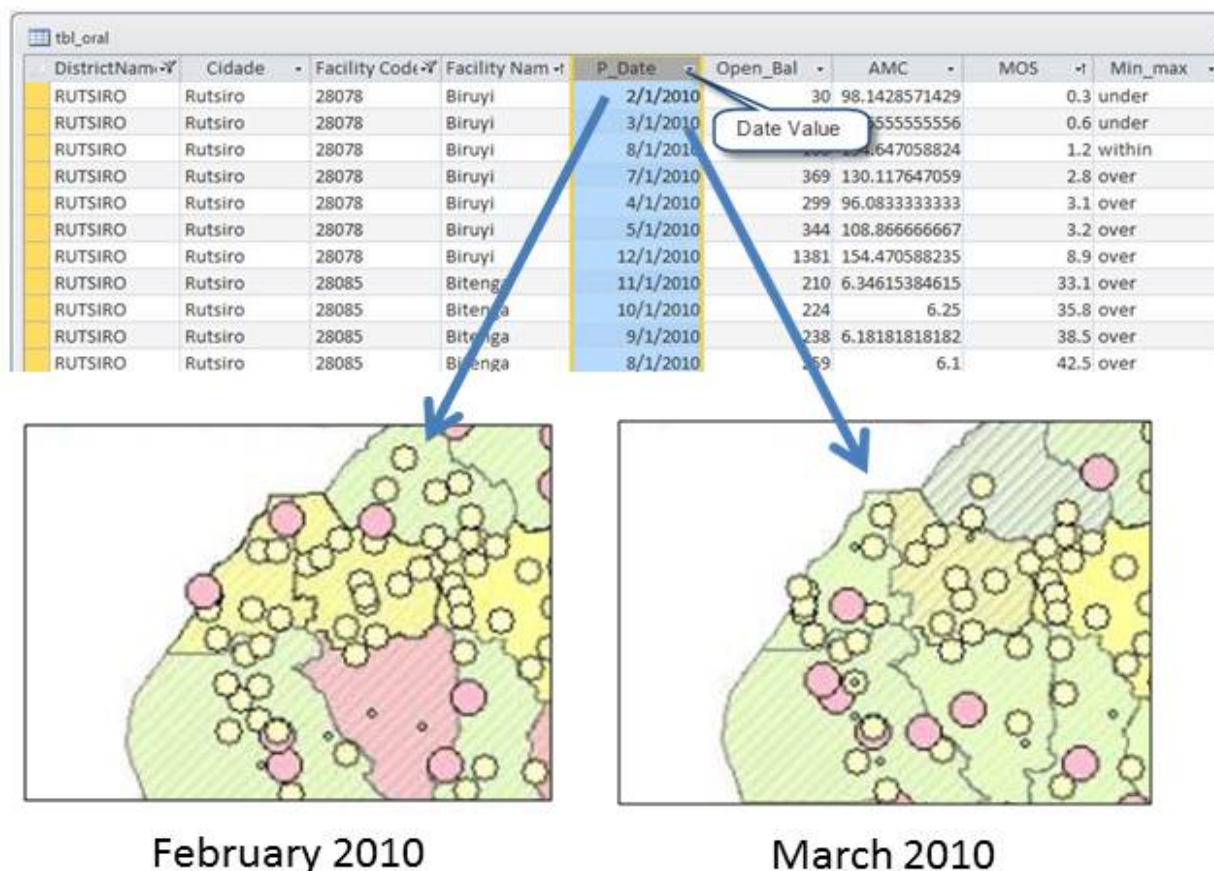 tbl_oral
DistrictNam Cidade Facility Code Facility Nam P_Date Open_Bal AMC MOS Min_max
RUTSIRO Rutsiro 28078 Biruyi 2/1/2010 30 98.1428571429 0.3 under
RUTSIRO Rutsiro 28078 Biruyi 3/1/2010 0.6 under
Date Value
RUTSIRO Rutsiro 28078 Biruyi 8/1/2010 1.2 within
RUTSIRO Rutsiro 28078 Biruyi 7/1/2010 369 130.117647059 2.8 over
RUTSIRO Rutsiro 28078 Biruyi 4/1/2010 299 96.0833333333 3.1 over
RUTSIRO Rutsiro 28078 Biruyi 5/1/2010 344 108.866666667 3.2 over
RUTSIRO Rutsiro 28078 Biruyi 12/1/2010 1381 154.470588235 8.9 over
RUTSIRO Rutsiro 28085 Bitenga 11/1/2010 210 6.34615384615 33.1 over
RUTSIRO Rutsiro 28085 Bitenga 10/1/2010 224 6.25 35.8 over
RUTSIRO Rutsiro 28085 Bitenga 9/1/2010 238 6.18181818182 38.5 over
RUTSIRO Rutsiro 28085 Bitenga 8/1/2010 6.1 42.5 over
February 2010
March 2010